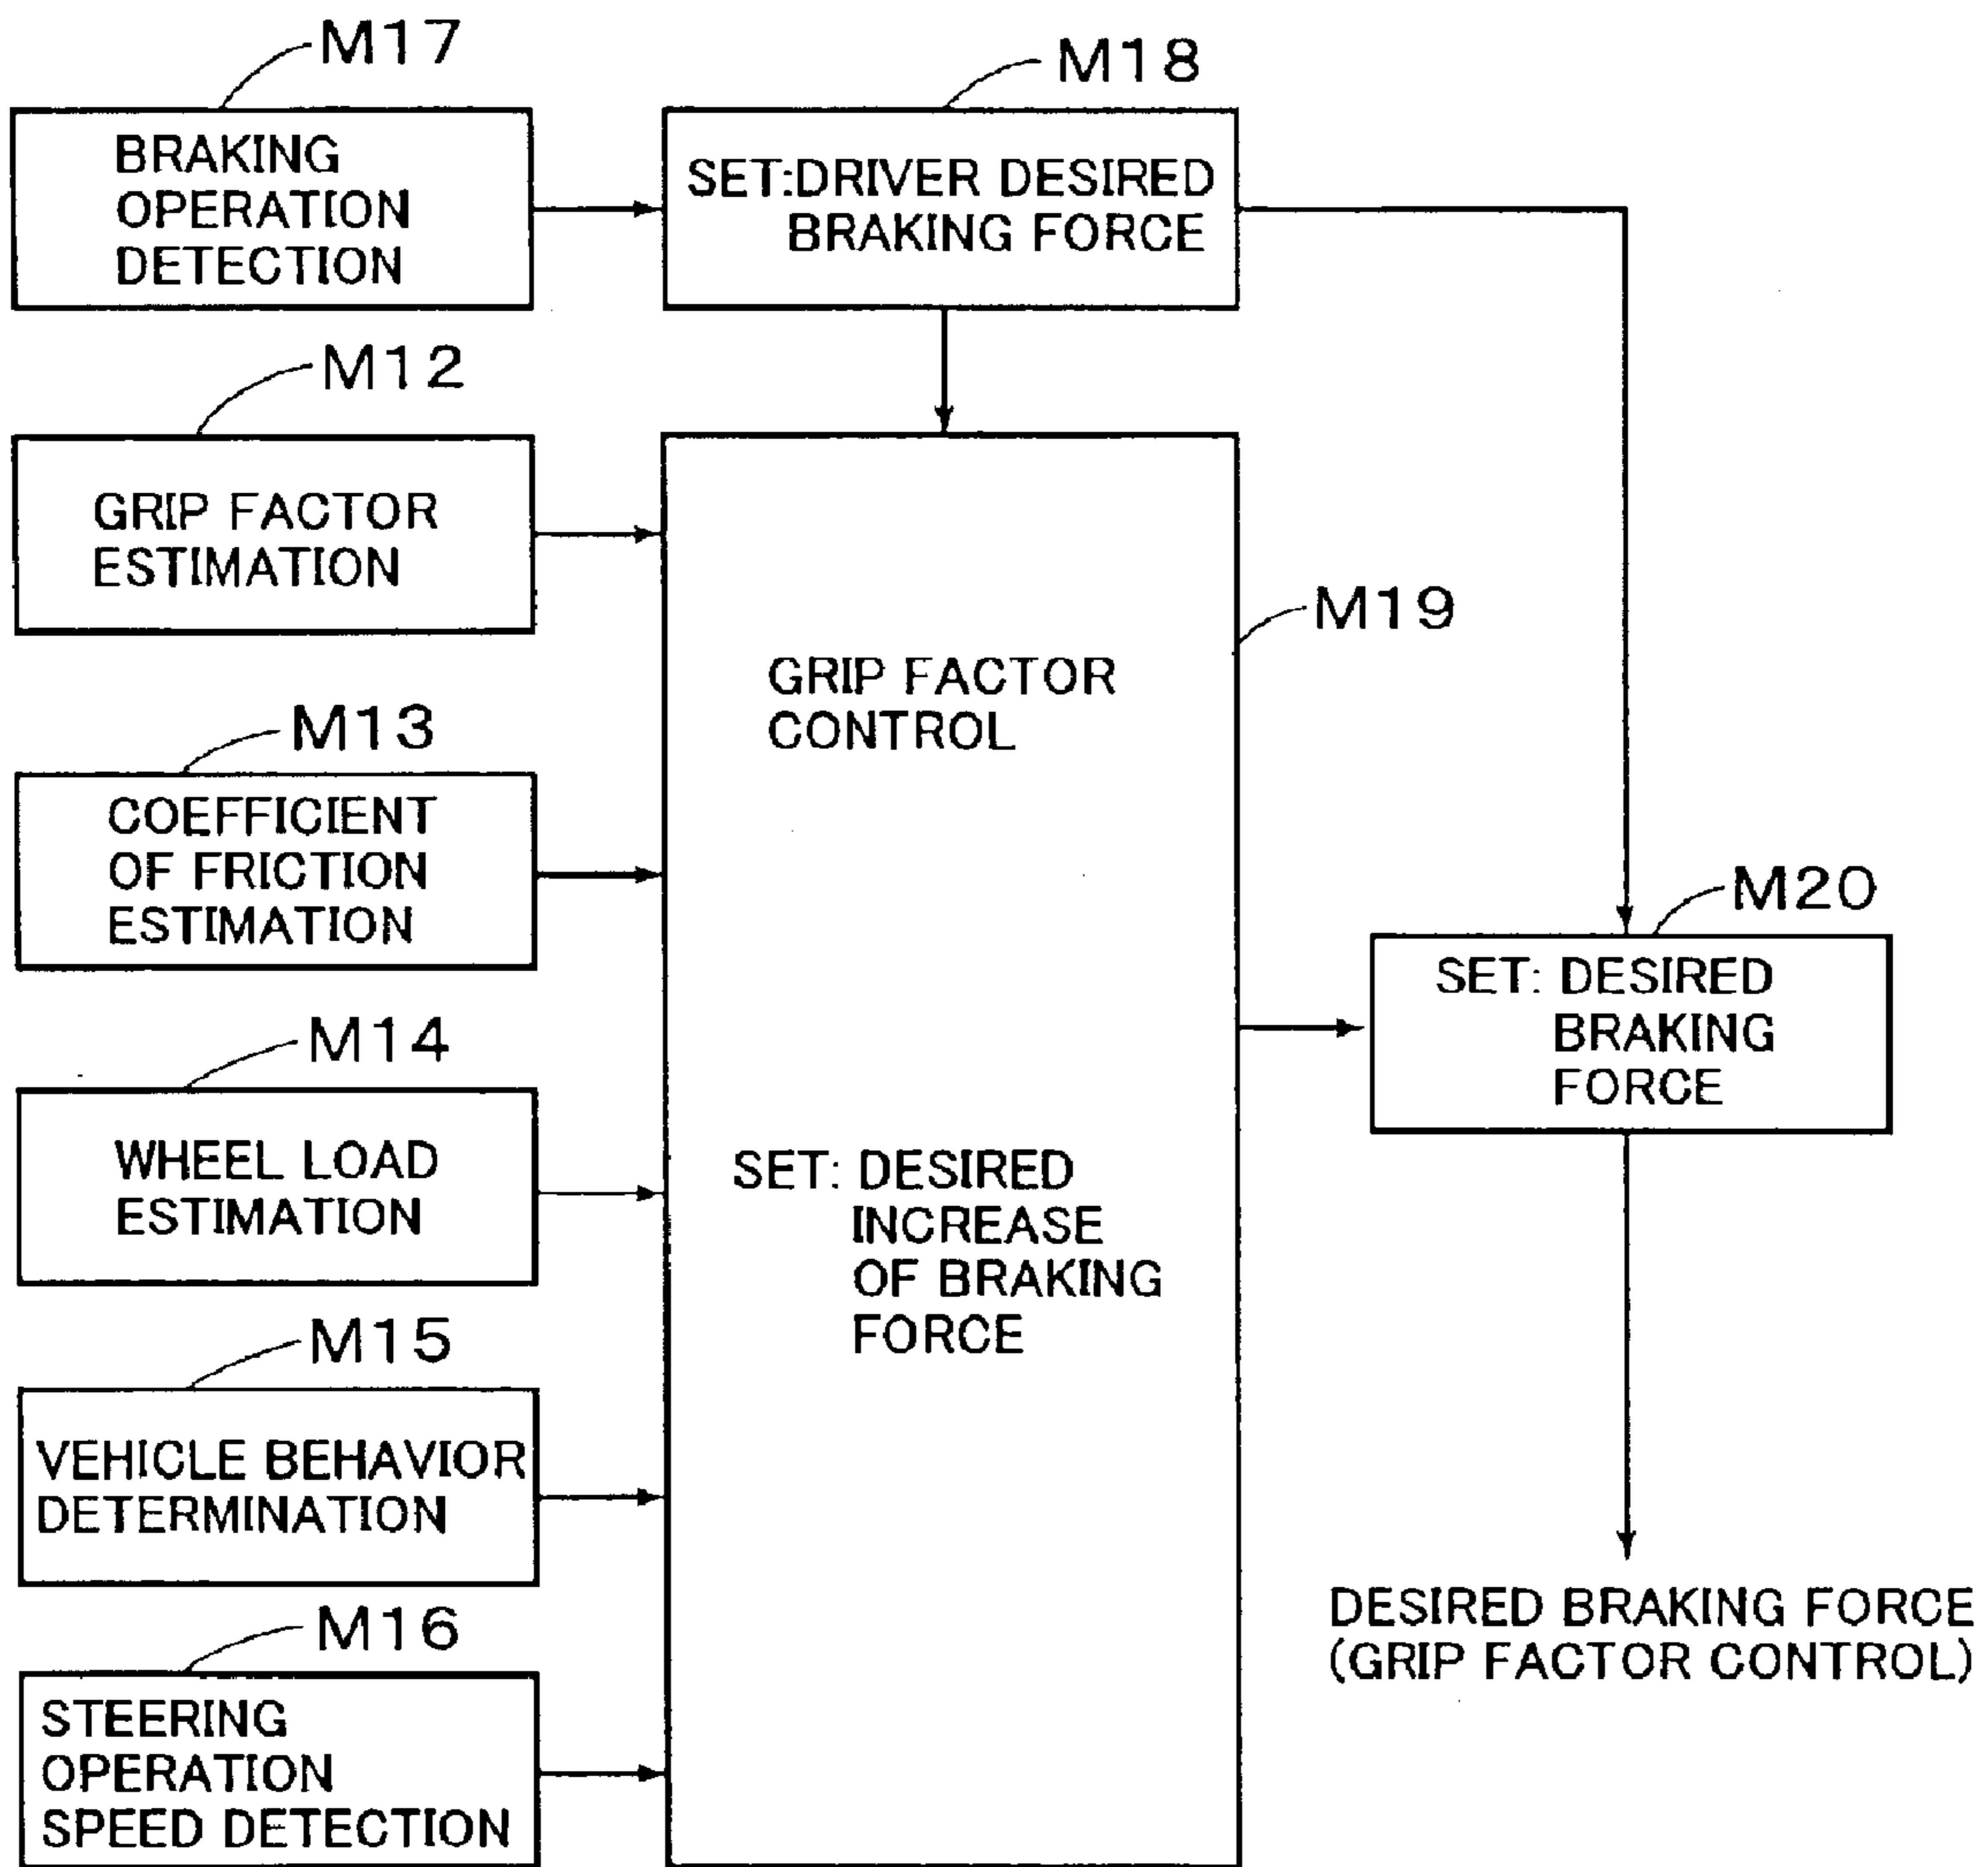 M17
BRAKING
OPERATION
DETECTION
M18
SET:DRIVER DESIRED
BRAKING FORCE
M12
GRIP FACTOR
ESTIMATION
M13
COEFFICIENT
OF FRICTION
ESTIMATION
M14
WHEEL LOAD
ESTIMATION
M15
VEHICLE BEHAVIOR
DETERMINATION
M16
STEERING
OPERATION
SPEED DETECTION
M19
GRIP FACTOR
CONTROL
SET: DESIRED
INCREASE
OF BRAKING
FORCE
M20
SET: DESIRED
BRAKING
FORCE
DESIRED BRAKING FORCE
(GRIP FACTOR CONTROL)